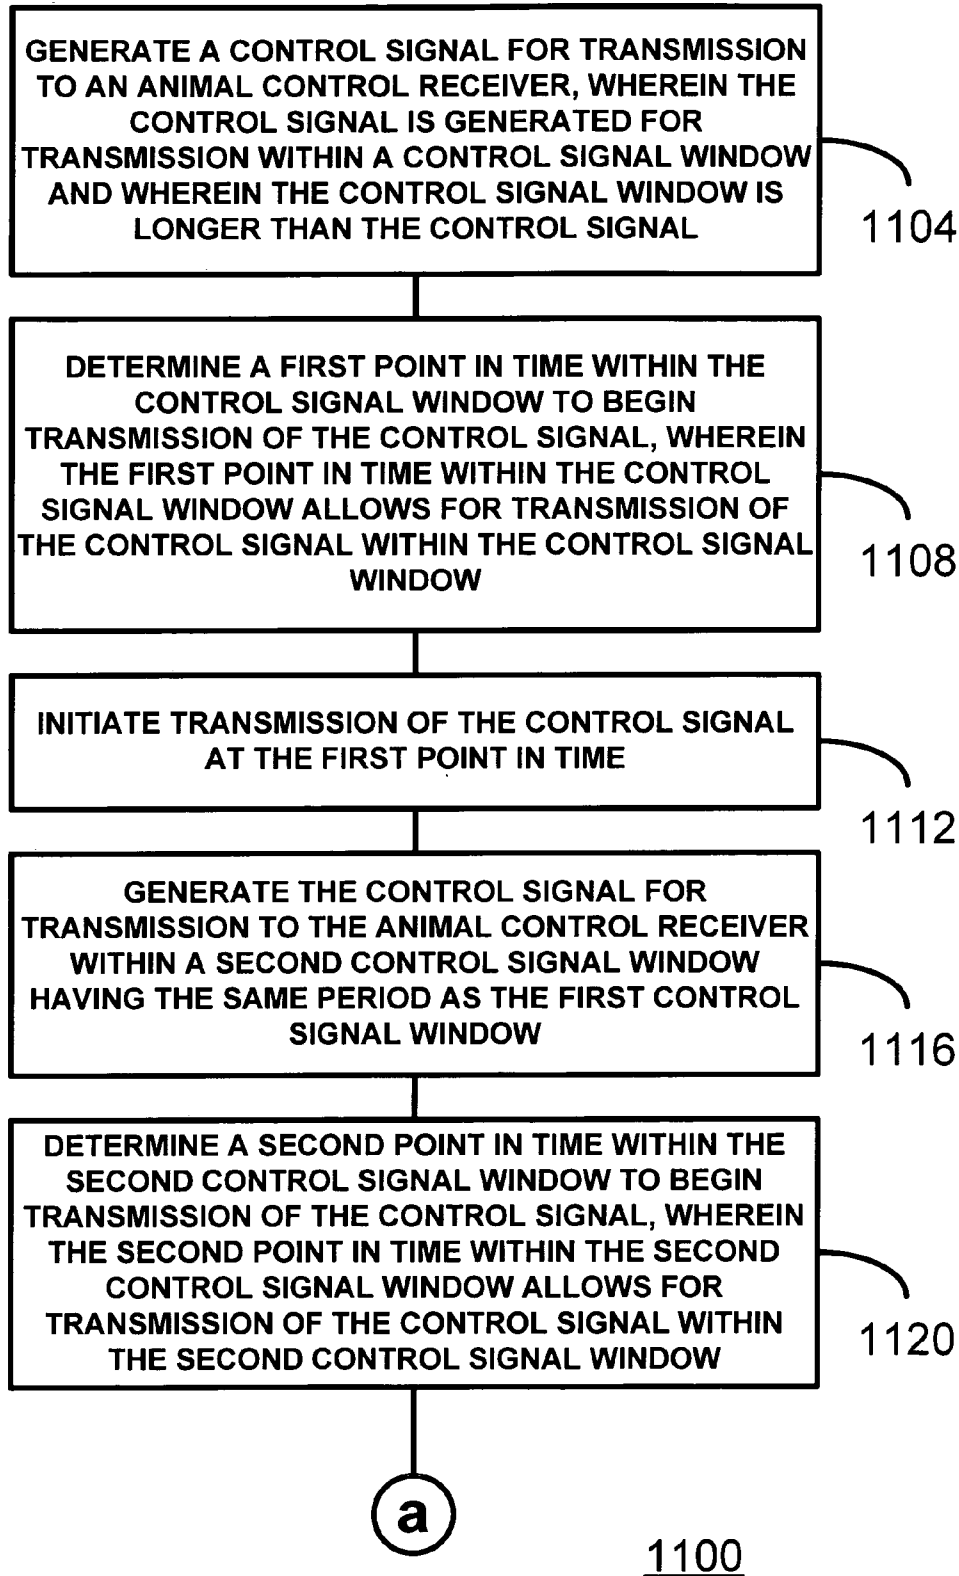 GENERATE A CONTROL SIGNAL FOR TRANSMISSION
TO AN ANIMAL CONTROL RECEIVER, WHEREIN THE
CONTROL SIGNAL IS GENERATED FOR
TRANSMISSION WITHIN A CONTROL SIGNAL WINDOW
AND WHEREIN THE CONTROL SIGNAL WINDOW IS
LONGER THAN THE CONTROL SIGNAL.
1104
DETERMINE A FIRST POINT IN TIME WITHIN THE
CONTROL SIGNAL WINDOW TO BEGIN
TRANSMISSION OF THE CONTROL SIGNAL, WHEREIN
THE FIRST POINT IN TIME WITHIN THE CONTROL
SIGNAL WINDOW ALLOWS FOR TRANSMISSION OF
THE CONTROL SIGNAL WITHIN THE CONTROL SIGNAL
WINDOW
1108
INITIATE TRANSMISSION OF THE CONTROL SIGNAL
AT THE FIRST POINT IN TIME
1112
GENERATE THE CONTROL SIGNAL FOR
TRANSMISSION TO THE ANIMAL CONTROL RECEIVER
WITHIN A SECOND CONTROL SIGNAL WINDOW
HAVING THE SAME PERIOD AS THE FIRST CONTROL
SIGNAL WINDOW
1116
DETERMINE A SECOND POINT IN TIME WITHIN THE
SECOND CONTROL SIGNAL WINDOW TO BEGIN
TRANSMISSION OF THE CONTROL SIGNAL, WHEREIN
THE SECOND POINT IN TIME WITHIN THE SECOND
CONTROL SIGNAL WINDOW ALLOWS FOR
TRANSMISSION OF THE CONTROL SIGNAL WITHIN
THE SECOND CONTROL SIGNAL WINDOW
1120
a
1100